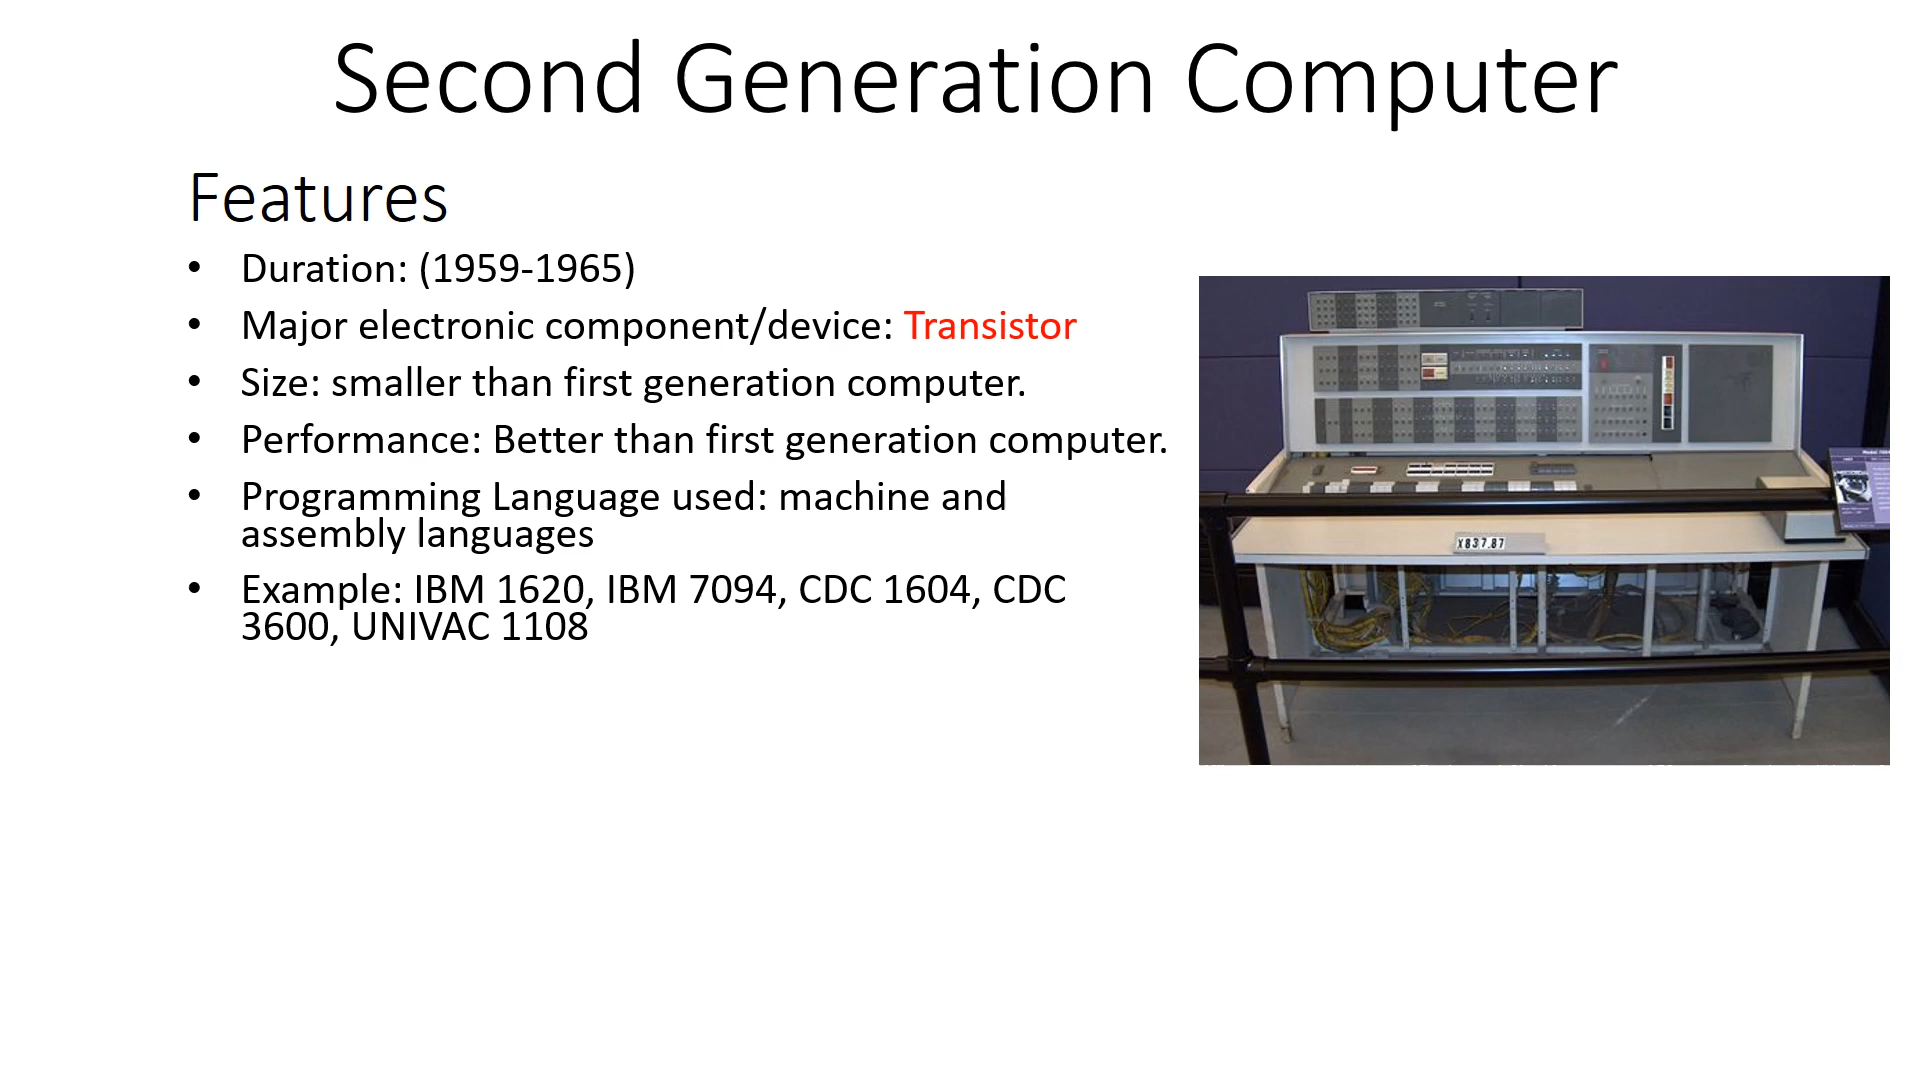 Second Generation Computer
Features
• Duration: (1959-1965)
• Major electronic component/device: Transistor
• Size: smaller than first generation computer.
• Performance: Better than first generation computer.
• Programming Language used: machine and
assembly languages
• Example: IBM 1620, IBM 7094, CDC 1604, CDC
3600, UNIVAC 1108
X837.87